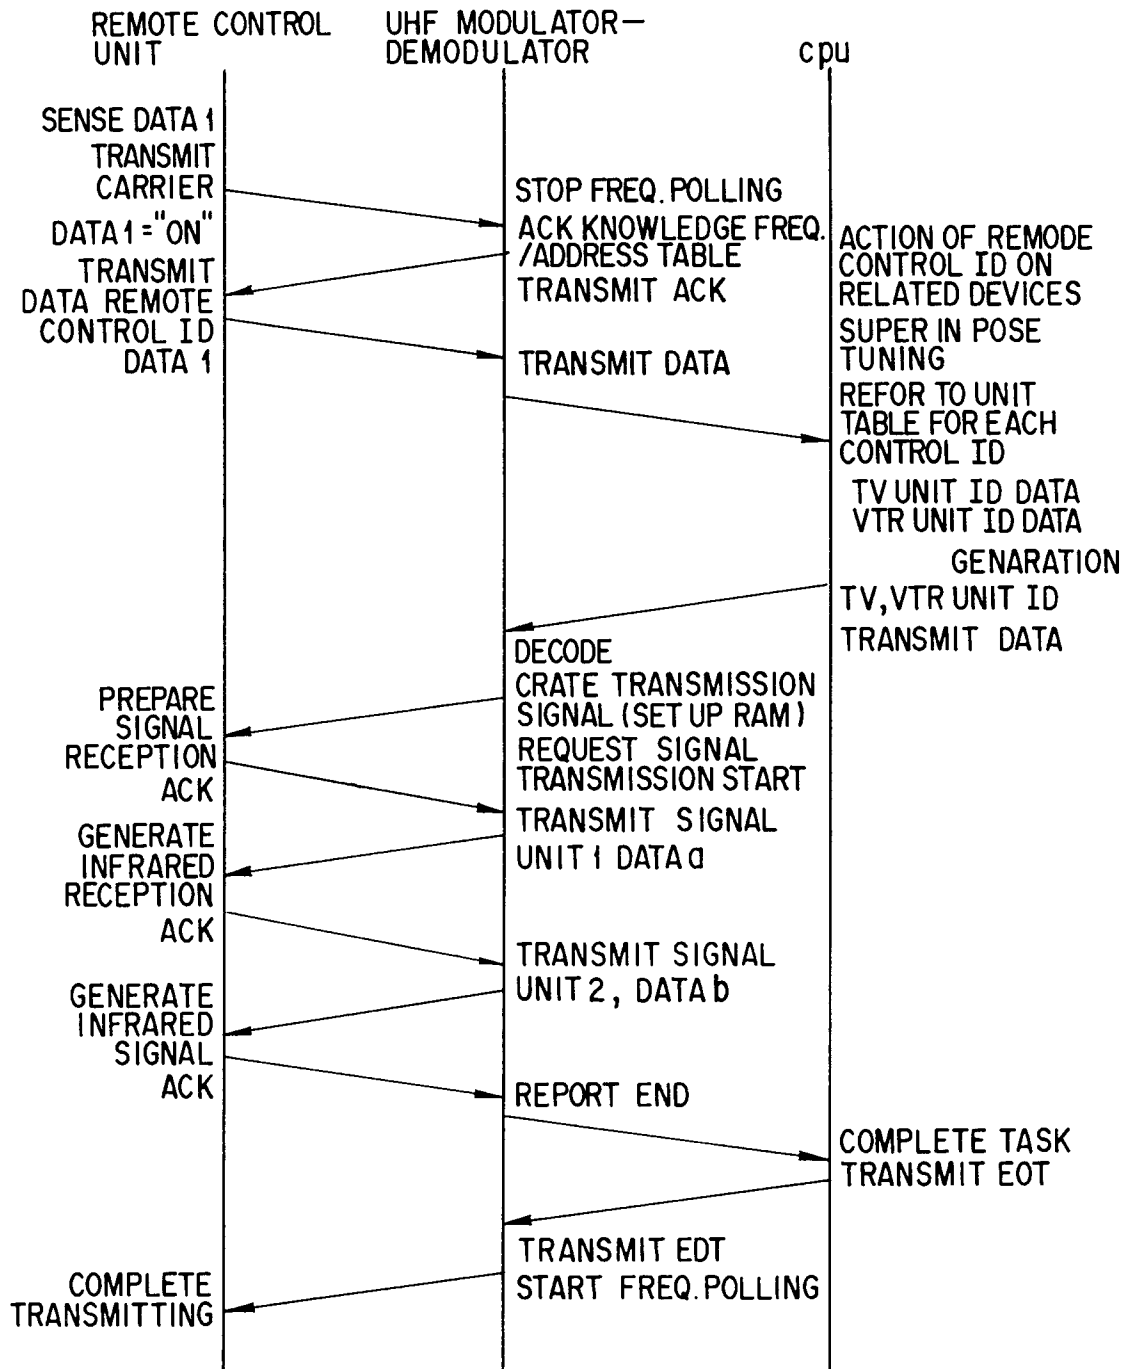 REMOTE CONTROL
UNIT
UHF MODULATOR—
DEMODULATOR
cpu
SENSE DATA 1
TRANSMIT
CARRIER
STOP FREQ. POLLING
DATA 1 = "ON"
ACK KNOWLEDGE FREQ.
/ADDRESS TABLE
TRANSMIT ACK
ACTION OF REMODE
CONTROL ID ON
RELATED DEVICES
TRANSMIT
DATA REMOTE
CONTROL ID
DATA 1
TRANSMIT DATA
SUPER IN POSE
TUNING
REFOR TO UNIT
TABLE FOR EACH
CONTROL ID
TV UNIT ID DATA
VTR UNIT ID DATA
GENARATION
TV, VTR UNIT ID
TRANSMIT DATA
DECODE
CRATE TRANSMISSION
SIGNAL (SET UP RAM)
REQUEST SIGNAL
TRANSMISSION START
PREPARE
SIGNAL
RECEPTION
ACK
TRANSMIT SIGNAL
UNIT 1 DATA a
GENERATE
INFRARED
RECEPTION
ACK
TRANSMIT SIGNAL
UNIT 2, DATA b
GENERATE
INFRARED
SIGNAL
ACK
REPORT END
COMPLETE TASK
TRANSMIT EOT
TRANSMIT EDT
START FREQ. POLLING
COMPLETE
TRANSMITTING